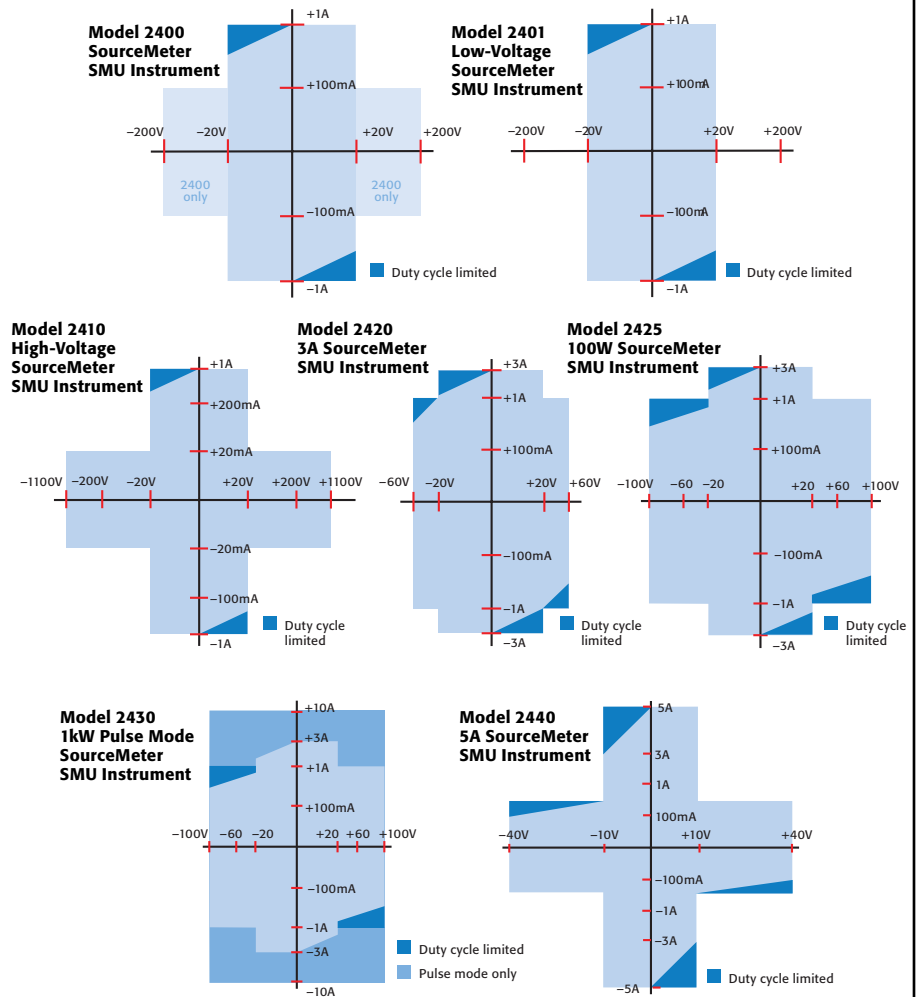 Model 2400
SourceMeter
SMU Instrument
+1A
+100mA
−200V −20V +20V +200V
2400
only
2400
only
−100mA
Duty cycle limited
−1A
Model 2401
Low-Voltage
SourceMeter
SMU Instrument
+1A
+100mA
−200V −20V +20V +200V
−100mA
Duty cycle limited
−1A
Model 2410
High-Voltage
SourceMeter
SMU Instrument
+1A
+200mA
+20mA
−1100V −200V −20V +20V +200V +1100V
−20mA
−100mA
Duty cycle
limited
−1A
Model 2420
3A SourceMeter
SMU Instrument
+3A
+1A
+100mA
−60V −20V +20V +60V
−100mA
−1A
Duty cycle
limited
−3A
Model 2425
100W SourceMeter
SMU Instrument
+3A
+1A
+100mA
−100V −60 −20 +20 +60 +100V
−100mA
−1A
Duty cycle
limited
−3A
Model 2430
1kW Pulse Mode
SourceMeter
SMU Instrument
+10A
+3A
+1A
+100mA
−100V −60 −20 +20 +60 +100V
−100mA
−1A
−3A
Duty cycle limited
Pulse mode only
−10A
Model 2440
5A SourceMeter
SMU Instrument
5A
3A
1A
100mA
−40V −10V +10V +40V
−100mA
−1A
−3A
Duty cycle limited
−5A